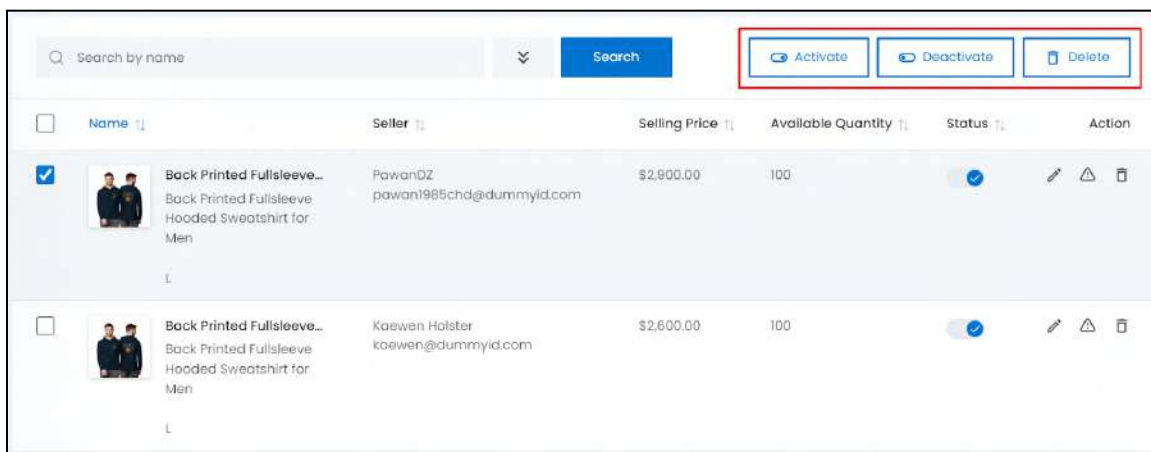 Search by name Search Activate Deactivate Delete
Name Seller Selling Price Available Quantity Status Action
Back Printed Fullsleeve... PawanDZ $2,900.00 100
Back Printed Fullsleeve pawan1985chd@dummyid.com
Hooded Sweatshirt for
Men
L
Back Printed Fullsleeve... Kaewen Holster $2,600.00 100
Back Printed Fullsleeve kaewen@dummyid.com
Hooded Sweatshirt for
Men
L